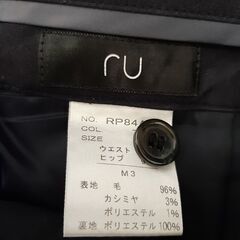 ru
NO. RP84
COL
SIZE
ウエスト
ヒップ
M3
表地 毛 96%
カシミヤ 3%
ポリエステル 1%
裏地 ポリエステル 100%